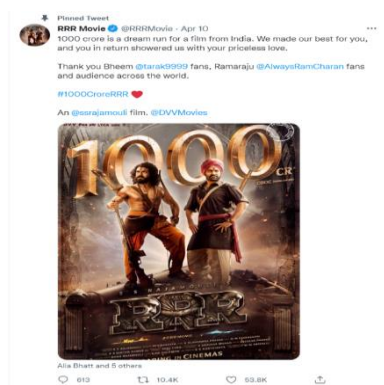 Pinned Tweet
RRR Movie @RRRMovie · Apr 10
1000 crore is a dream run for a film from India. We made our best for you,
and you in return showered us with your priceless love.
Thank you Bheem @tarak9999 fans, Ramaraju @AlwaysRamCharan fans
and audience across the world.
#1000CroreRRR
An @ssrajamouli film. @DVVMovies
1000
CR
RRR
IN CINEMAS
Alia Bhatt and 5 others
613 10.4K 53.8K